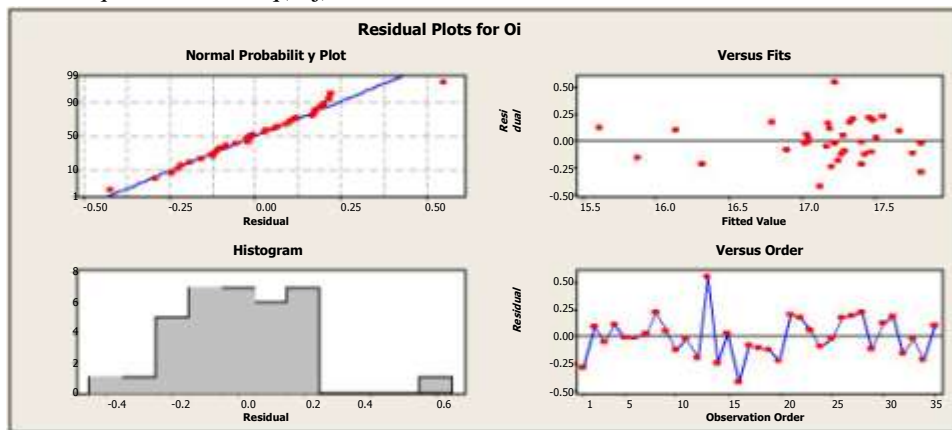 Residual Plots for Oi
Normal Probabilit y Plot
99
90
50
10
1
-0.50 -0.25 0.00 0.25 0.50
Residual
Versus Fits
Resi
dual
0.50
0.25
0.00
-0.25
-0.50
15.5 16.0 16.5 17.0 17.5
Fitted Value
Histogram
8
6
4
2
0
-0.4 -0.2 0.0 0.2 0.4 0.6
Residual
Versus Order
Residual
0.50
0.25
0.00
-0.25
-0.50
1 5 10 15 20 25 30 35
Observation Order